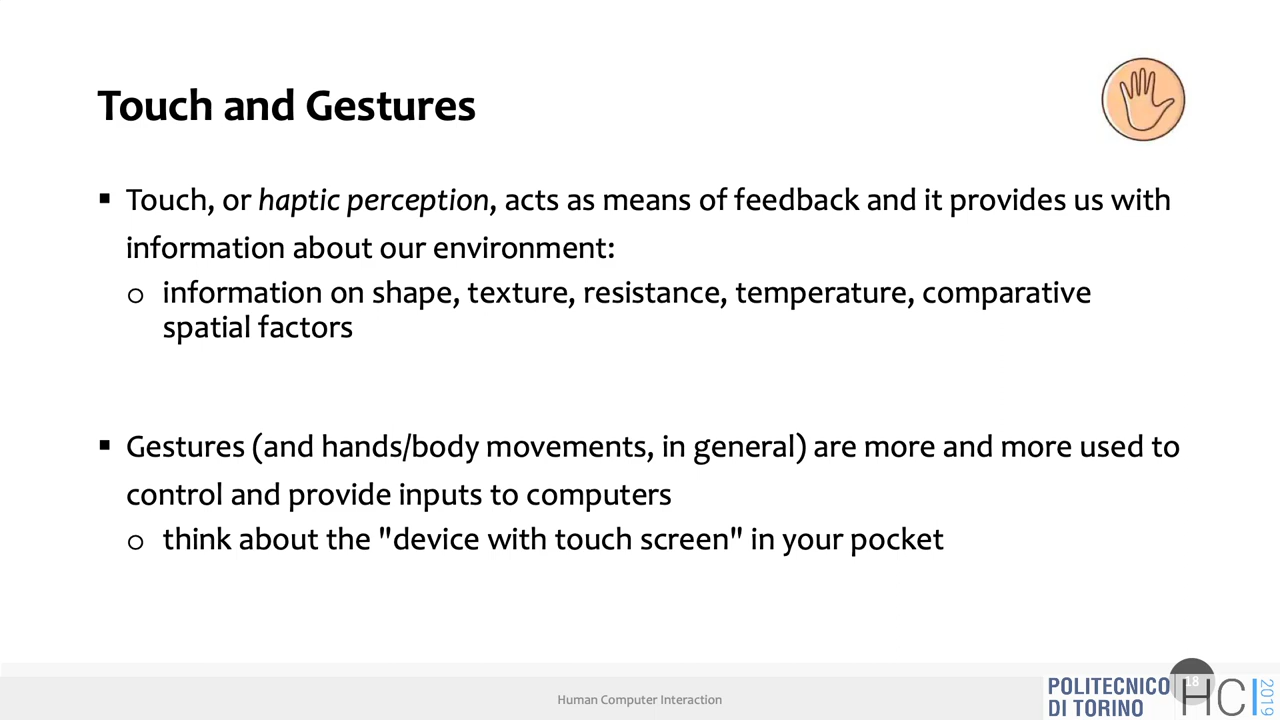 Touch and Gestures
▪ Touch, or haptic perception, acts as means of feedback and it provides us with
information about our environment:
o information on shape, texture, resistance, temperature, comparative
spatial factors
▪ Gestures (and hands/body movements, in general) are more and more used to
control and provide inputs to computers
o think about the "device with touch screen" in your pocket
Human Computer Interaction
POLITECNICO
DI TORINO
18
HCI
2019